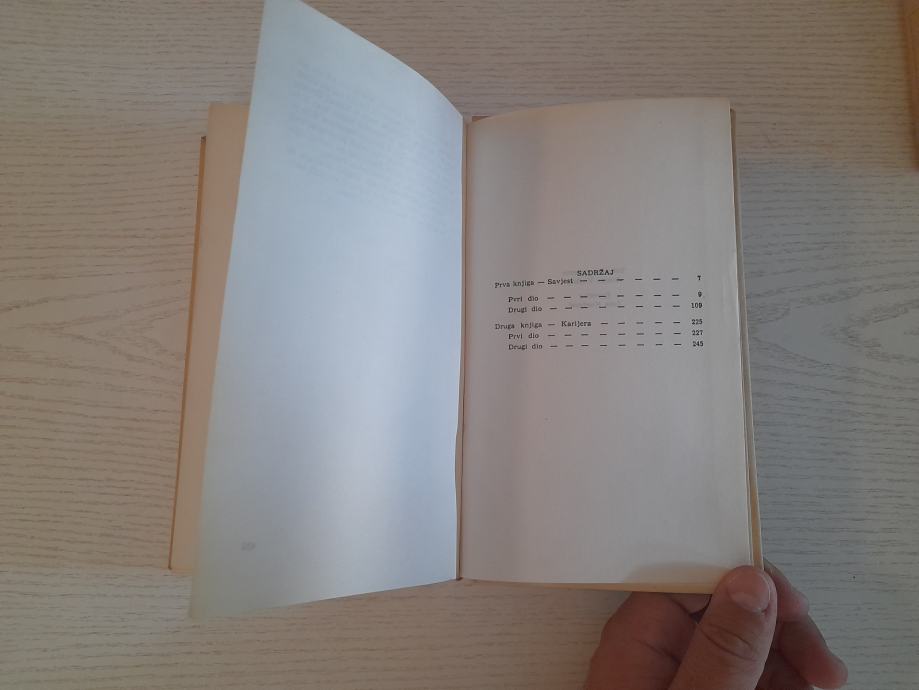 SADRŽAJ
Prva knjiga — Savjest — — — — — — 7
Pvri dio — — — — — — — — 9
Drugi dio — — — — — — — — 109
Druga knjiga — Karijera — — — — — 225
Prvi dio — — — — — — — — 227
Drugi dio — — — — — — — — 245